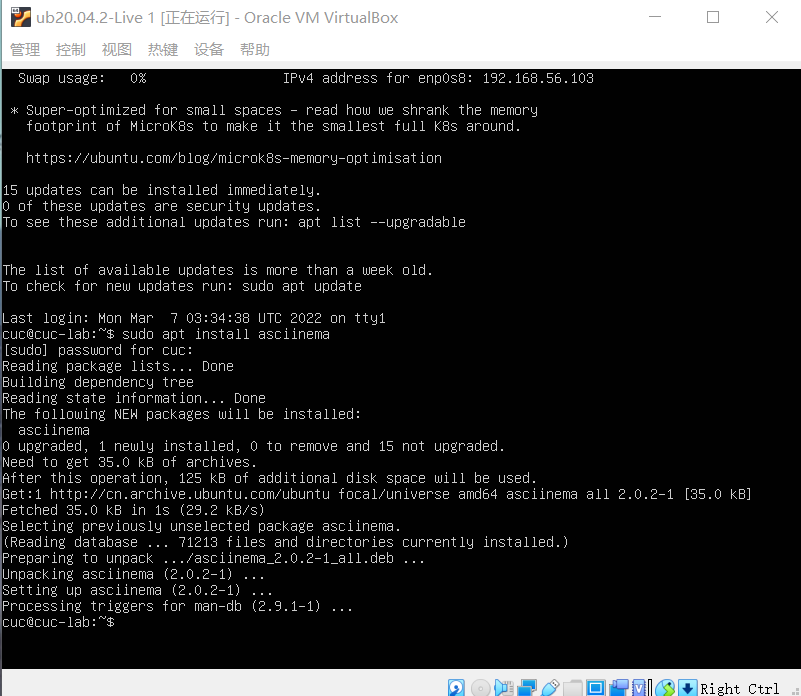 ub20.04.2-Live 1 [正在运行] - Oracle VM VirtualBox
管理 控制 视图 热键 设备 帮助
Swap usage:   0%                 IPv4 address for enp0s8: 192.168.56.103
* Super-optimized for small spaces - read how we shrank the memory
footprint of MicroK8s to make it the smallest full K8s around.
https://ubuntu.com/blog/microk8s-memory-optimisation
15 updates can be installed immediately.
0 of these updates are security updates.
To see these additional updates run: apt list --upgradable
The list of available updates is more than a week old.
To check for new updates run: sudo apt update
Last login: Mon Mar  7 03:34:38 UTC 2022 on tty1
cuc@cuc-lab:~$ sudo apt install asciinema
[sudo] password for cuc:
Reading package lists... Done
Building dependency tree
Reading state information... Done
The following NEW packages will be installed:
asciinema
0 upgraded, 1 newly installed, 0 to remove and 15 not upgraded.
Need to get 35.0 kB of archives.
After this operation, 125 kB of additional disk space will be used.
Get:1 http://cn.archive.ubuntu.com/ubuntu focal/universe amd64 asciinema all 2.0.2-1 [35.0 kB]
Fetched 35.0 kB in 1s (29.2 kB/s)
Selecting previously unselected package asciinema.
(Reading database ... 71213 files and directories currently installed.)
Preparing to unpack .../asciinema_2.0.2-1_all.deb ...
Unpacking asciinema (2.0.2-1) ...
Setting up asciinema (2.0.2-1) ...
Processing triggers for man-db (2.9.1-1) ...
cuc@cuc-lab:~$
Right Ctrl